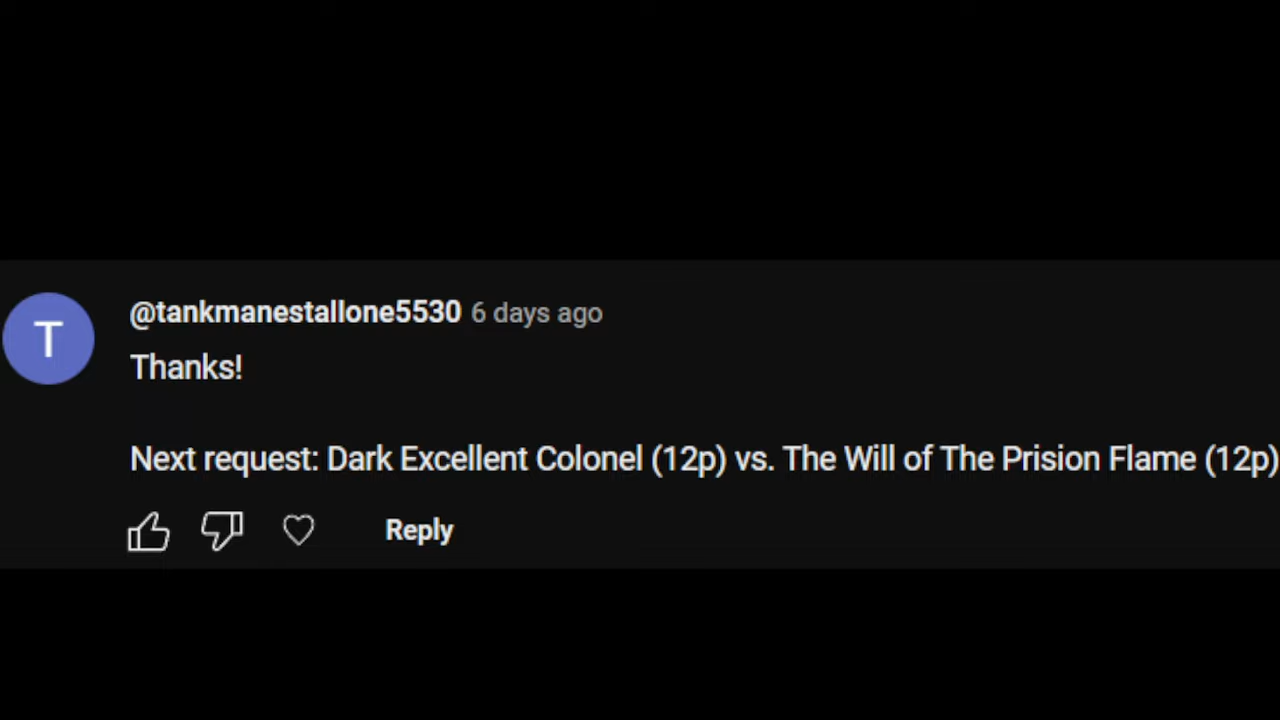 T
@tankmanestallone5530 6 days ago
Thanks!
Next request: Dark Excellent Colonel (12p) vs. The Will of The Prision Flame (12p)
Reply